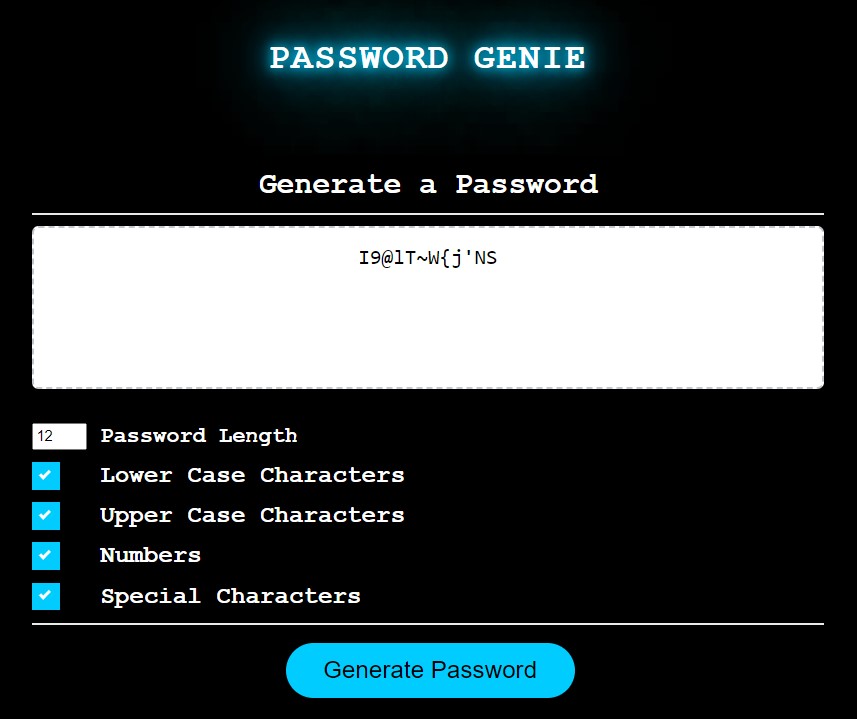 PASSWORD GENIE
Generate a Password
I9@lT~W{j'NS
12 Password Length
Lower Case Characters
Upper Case Characters
Numbers
Special Characters
Generate Password